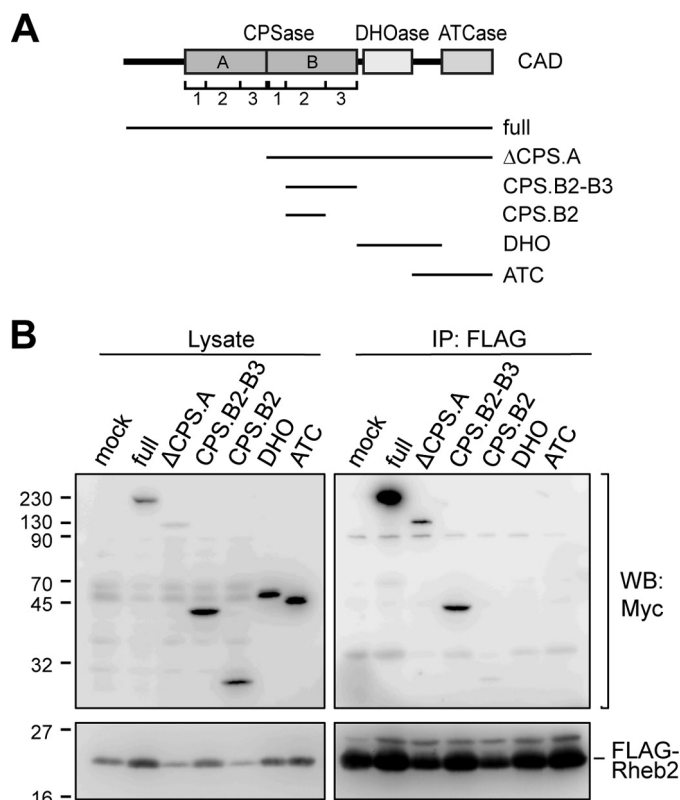 A
CPSase DHOase ATCase
A B CAD
1 2 3 1 2 3
full
ΔCPS.A
CPS.B2-B3
CPS.B2
DHO
ATC
B
Lysate IP: FLAG
mock full ΔCPS.A CPS.B2-B3 CPS.B2 DHO ATC mock full ΔCPS.A CPS.B2-B3 CPS.B2 DHO ATC
230
130
90
70
45
32
WB:
Myc
27
16
FLAG-
Rheb2